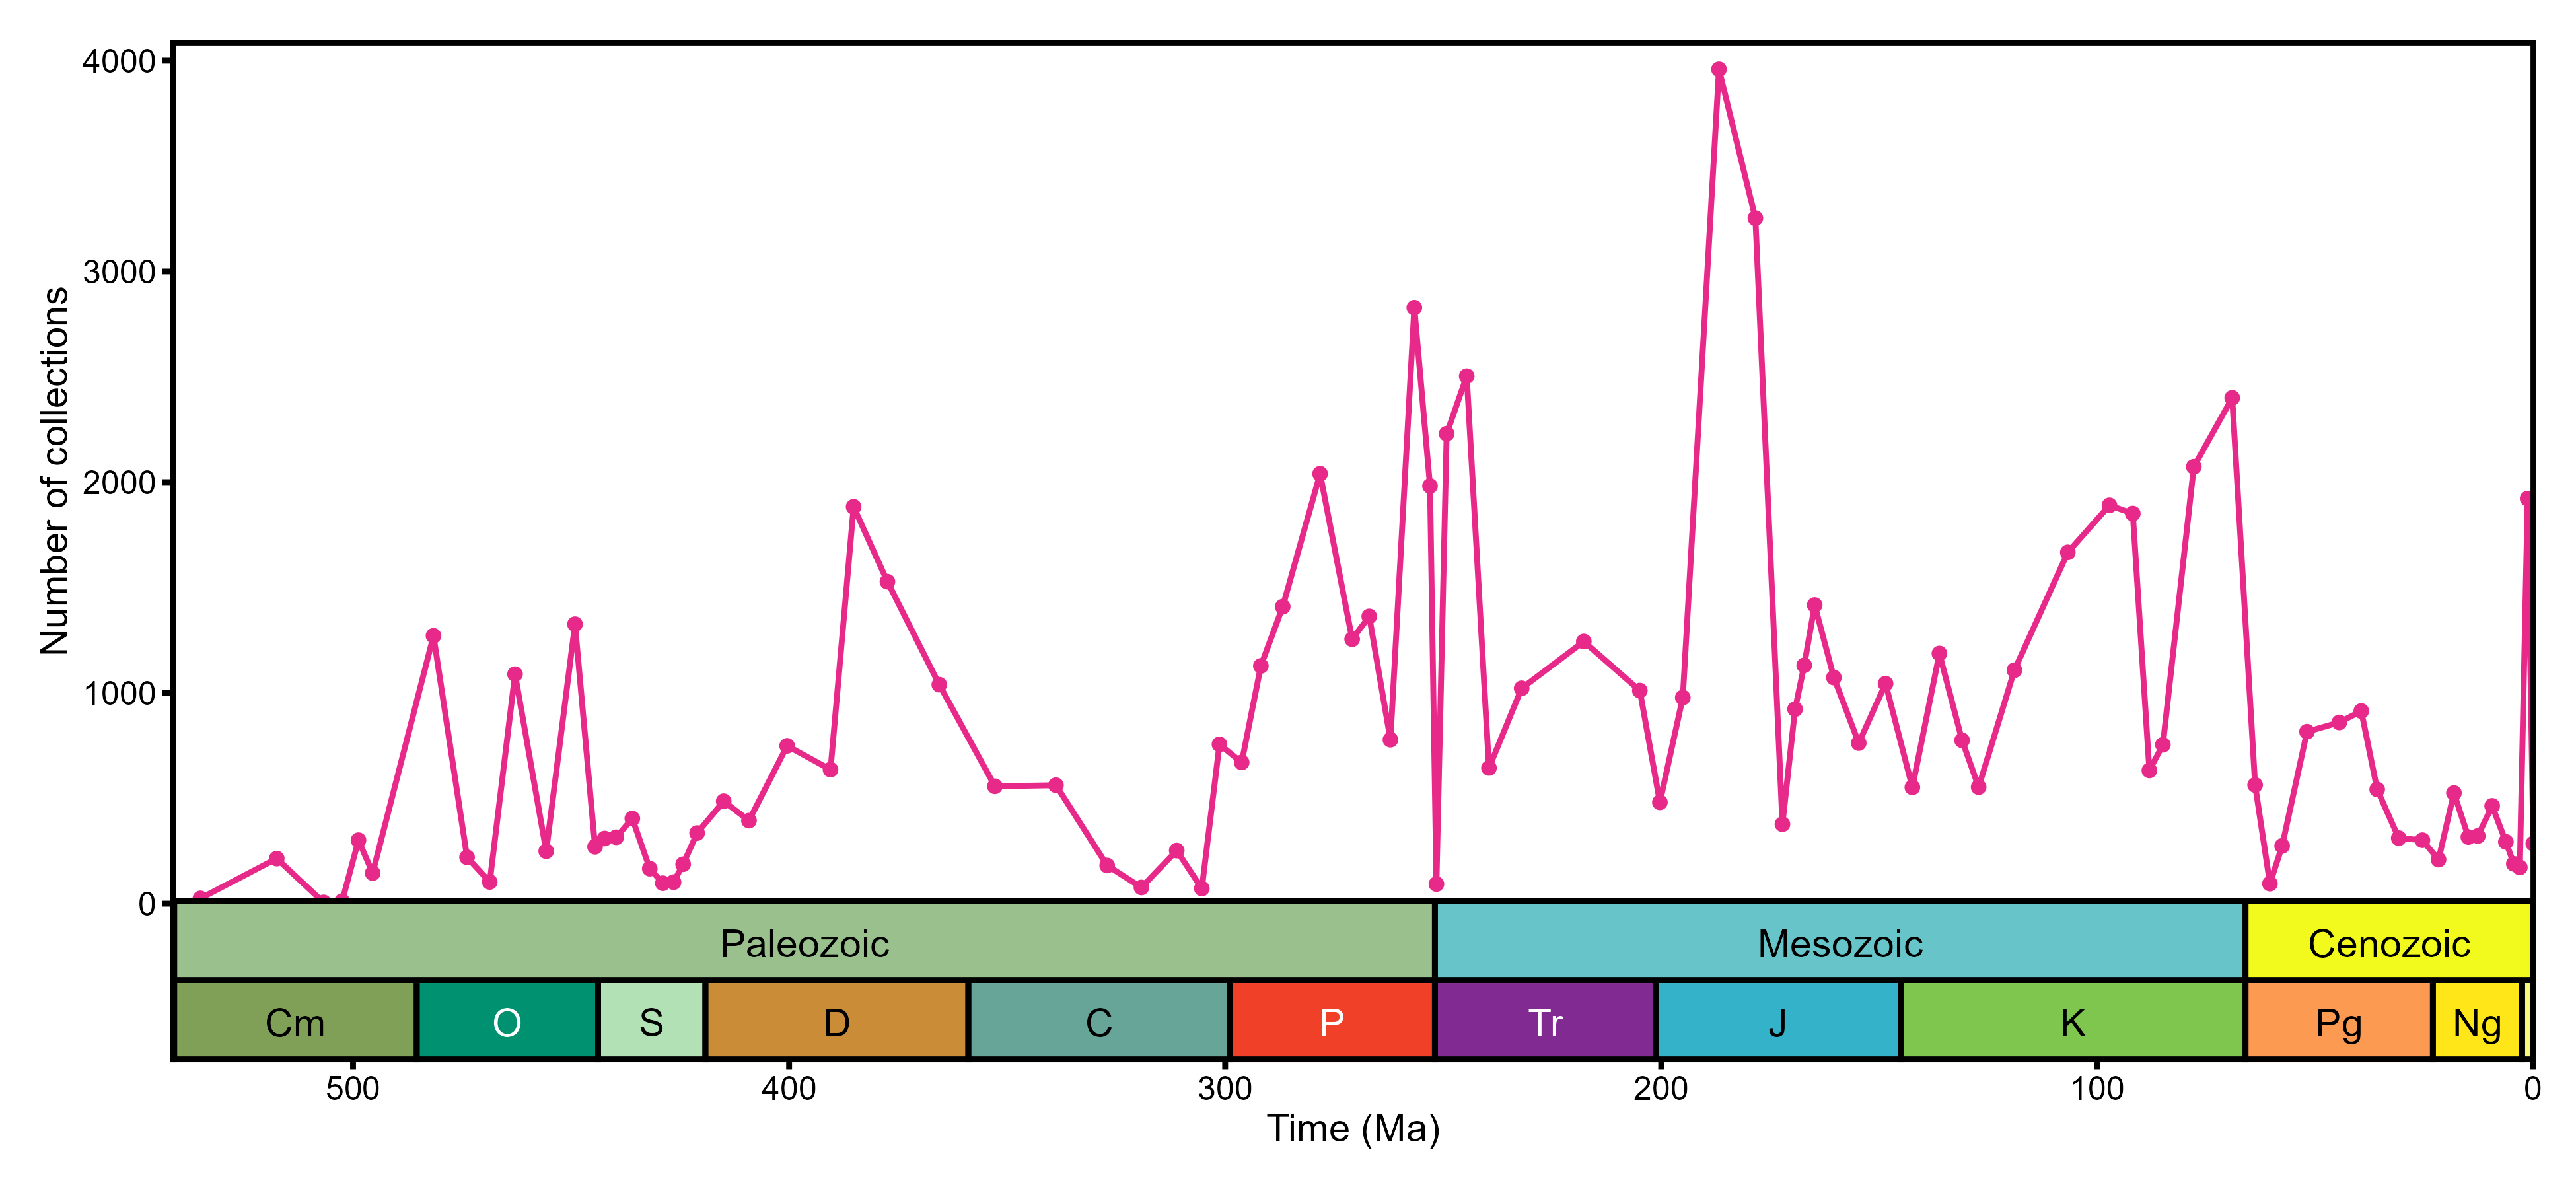 4000
3000
2000
1000
0
Number of collections
Paleozoic Mesozoic Cenozoic
Cm O S D C P Tr J K Pg Ng
500 400 300 200 100 0
Time (Ma)